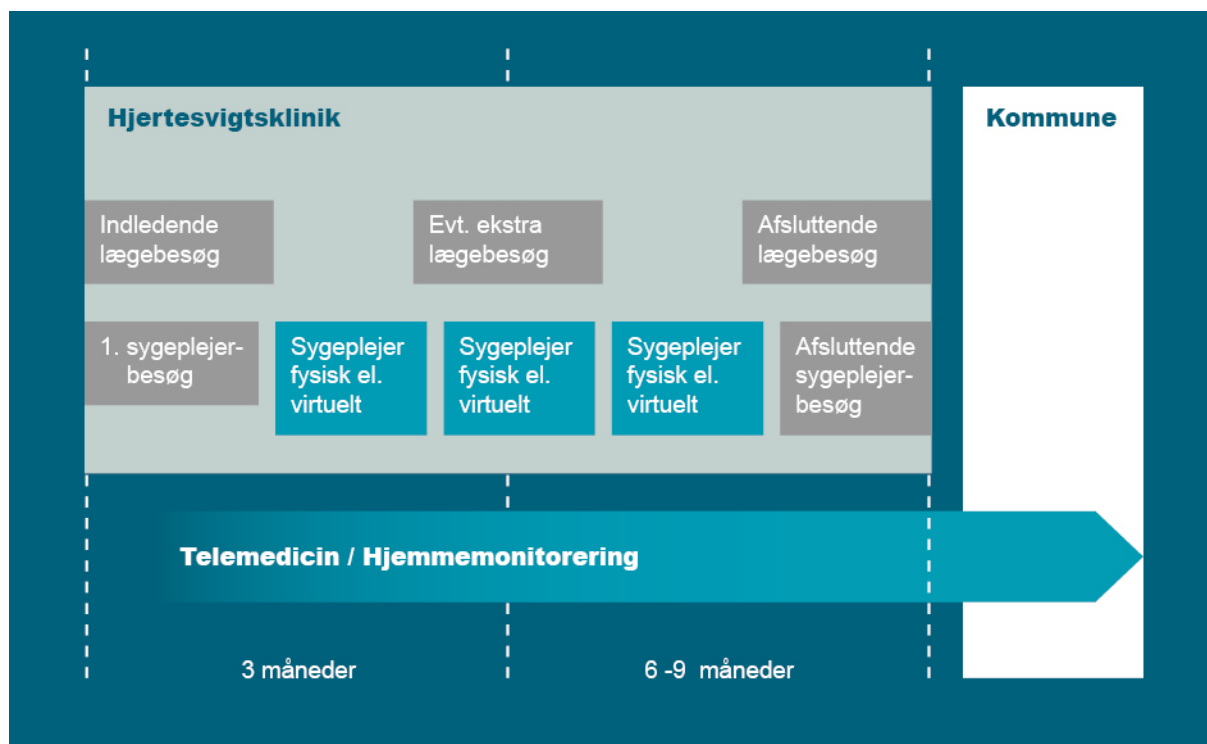 Hjertesvigtsklinik
Kommune
Indledende
lægebesøg
Evt. ekstra
lægebesøg
Afsluttende
lægebesøg
1. sygeplejer-
besøg
Sygeplejer
fysisk el.
virtuelt
Sygeplejer
fysisk el.
virtuelt
Sygeplejer
fysisk el.
virtuelt
Afsluttende
sygeplejer-
besøg
Telemedicin / Hjemmemonitorering
3 måneder
6 -9 måneder